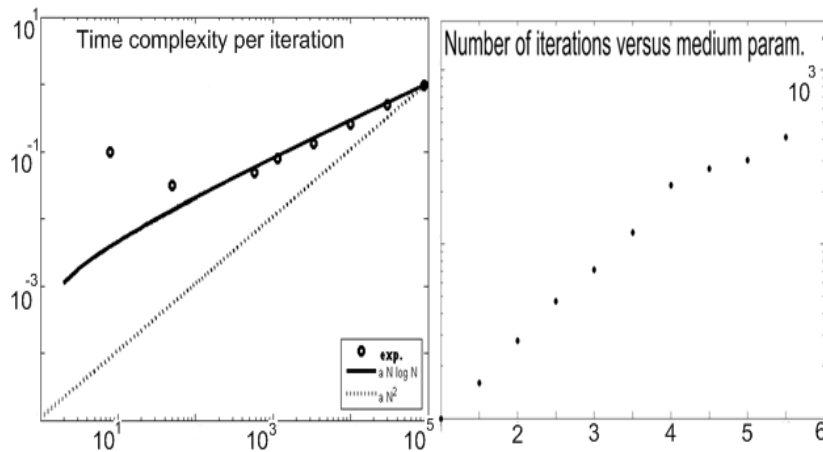 Time complexity per iteration
10^1
10^-1
10^-3
10^1
10^3
10^5
exp.
a N log N
a N^2
Number of iterations versus medium param.
10^3
2
3
4
5
6